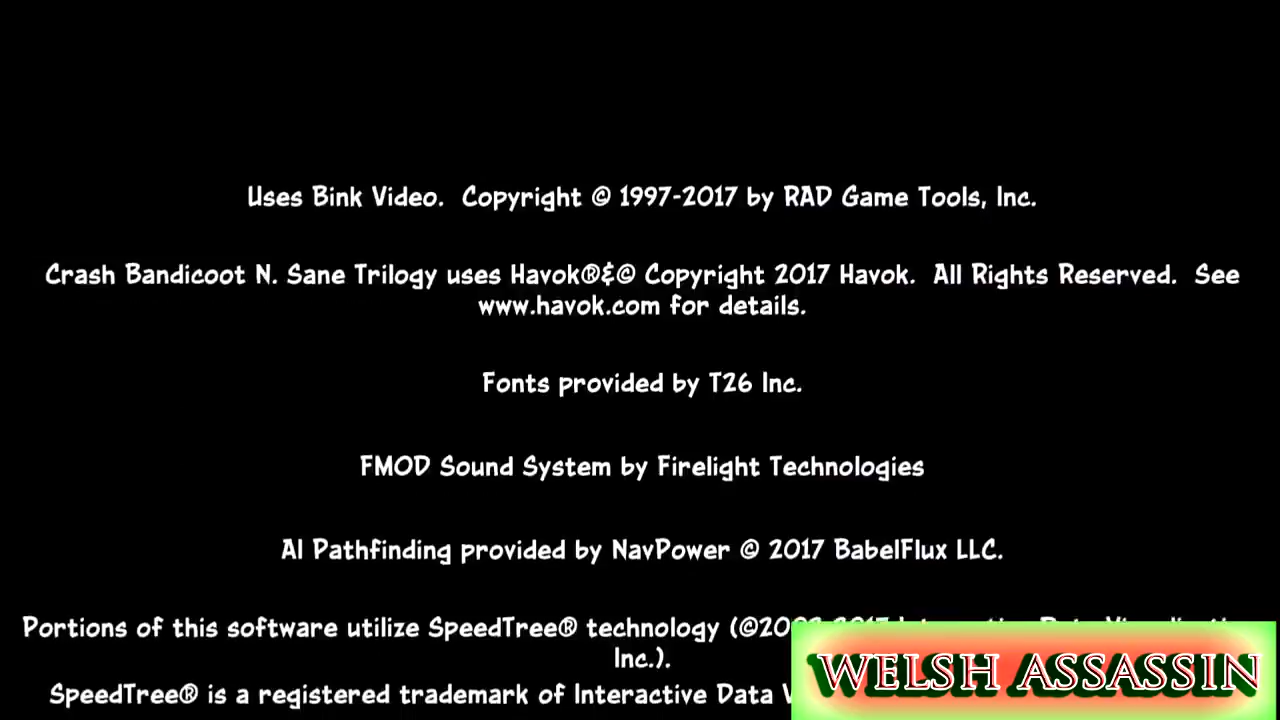 Uses Bink Video.  Copyright © 1997-2017 by RAD Game Tools, Inc.
Crash Bandicoot N. Sane Trilogy uses Havok®&© Copyright 2017 Havok.  All Rights Reserved.  See
www.havok.com for details.
Fonts provided by T26 Inc.
FMOD Sound System by Firelight Technologies
AI Pathfinding provided by NavPower © 2017 BabelFlux LLC.
Portions of this software utilize SpeedTree® technology
Inc.).
SpeedTree® is a registered trademark of Interactive Data
WELSH ASSASSIN